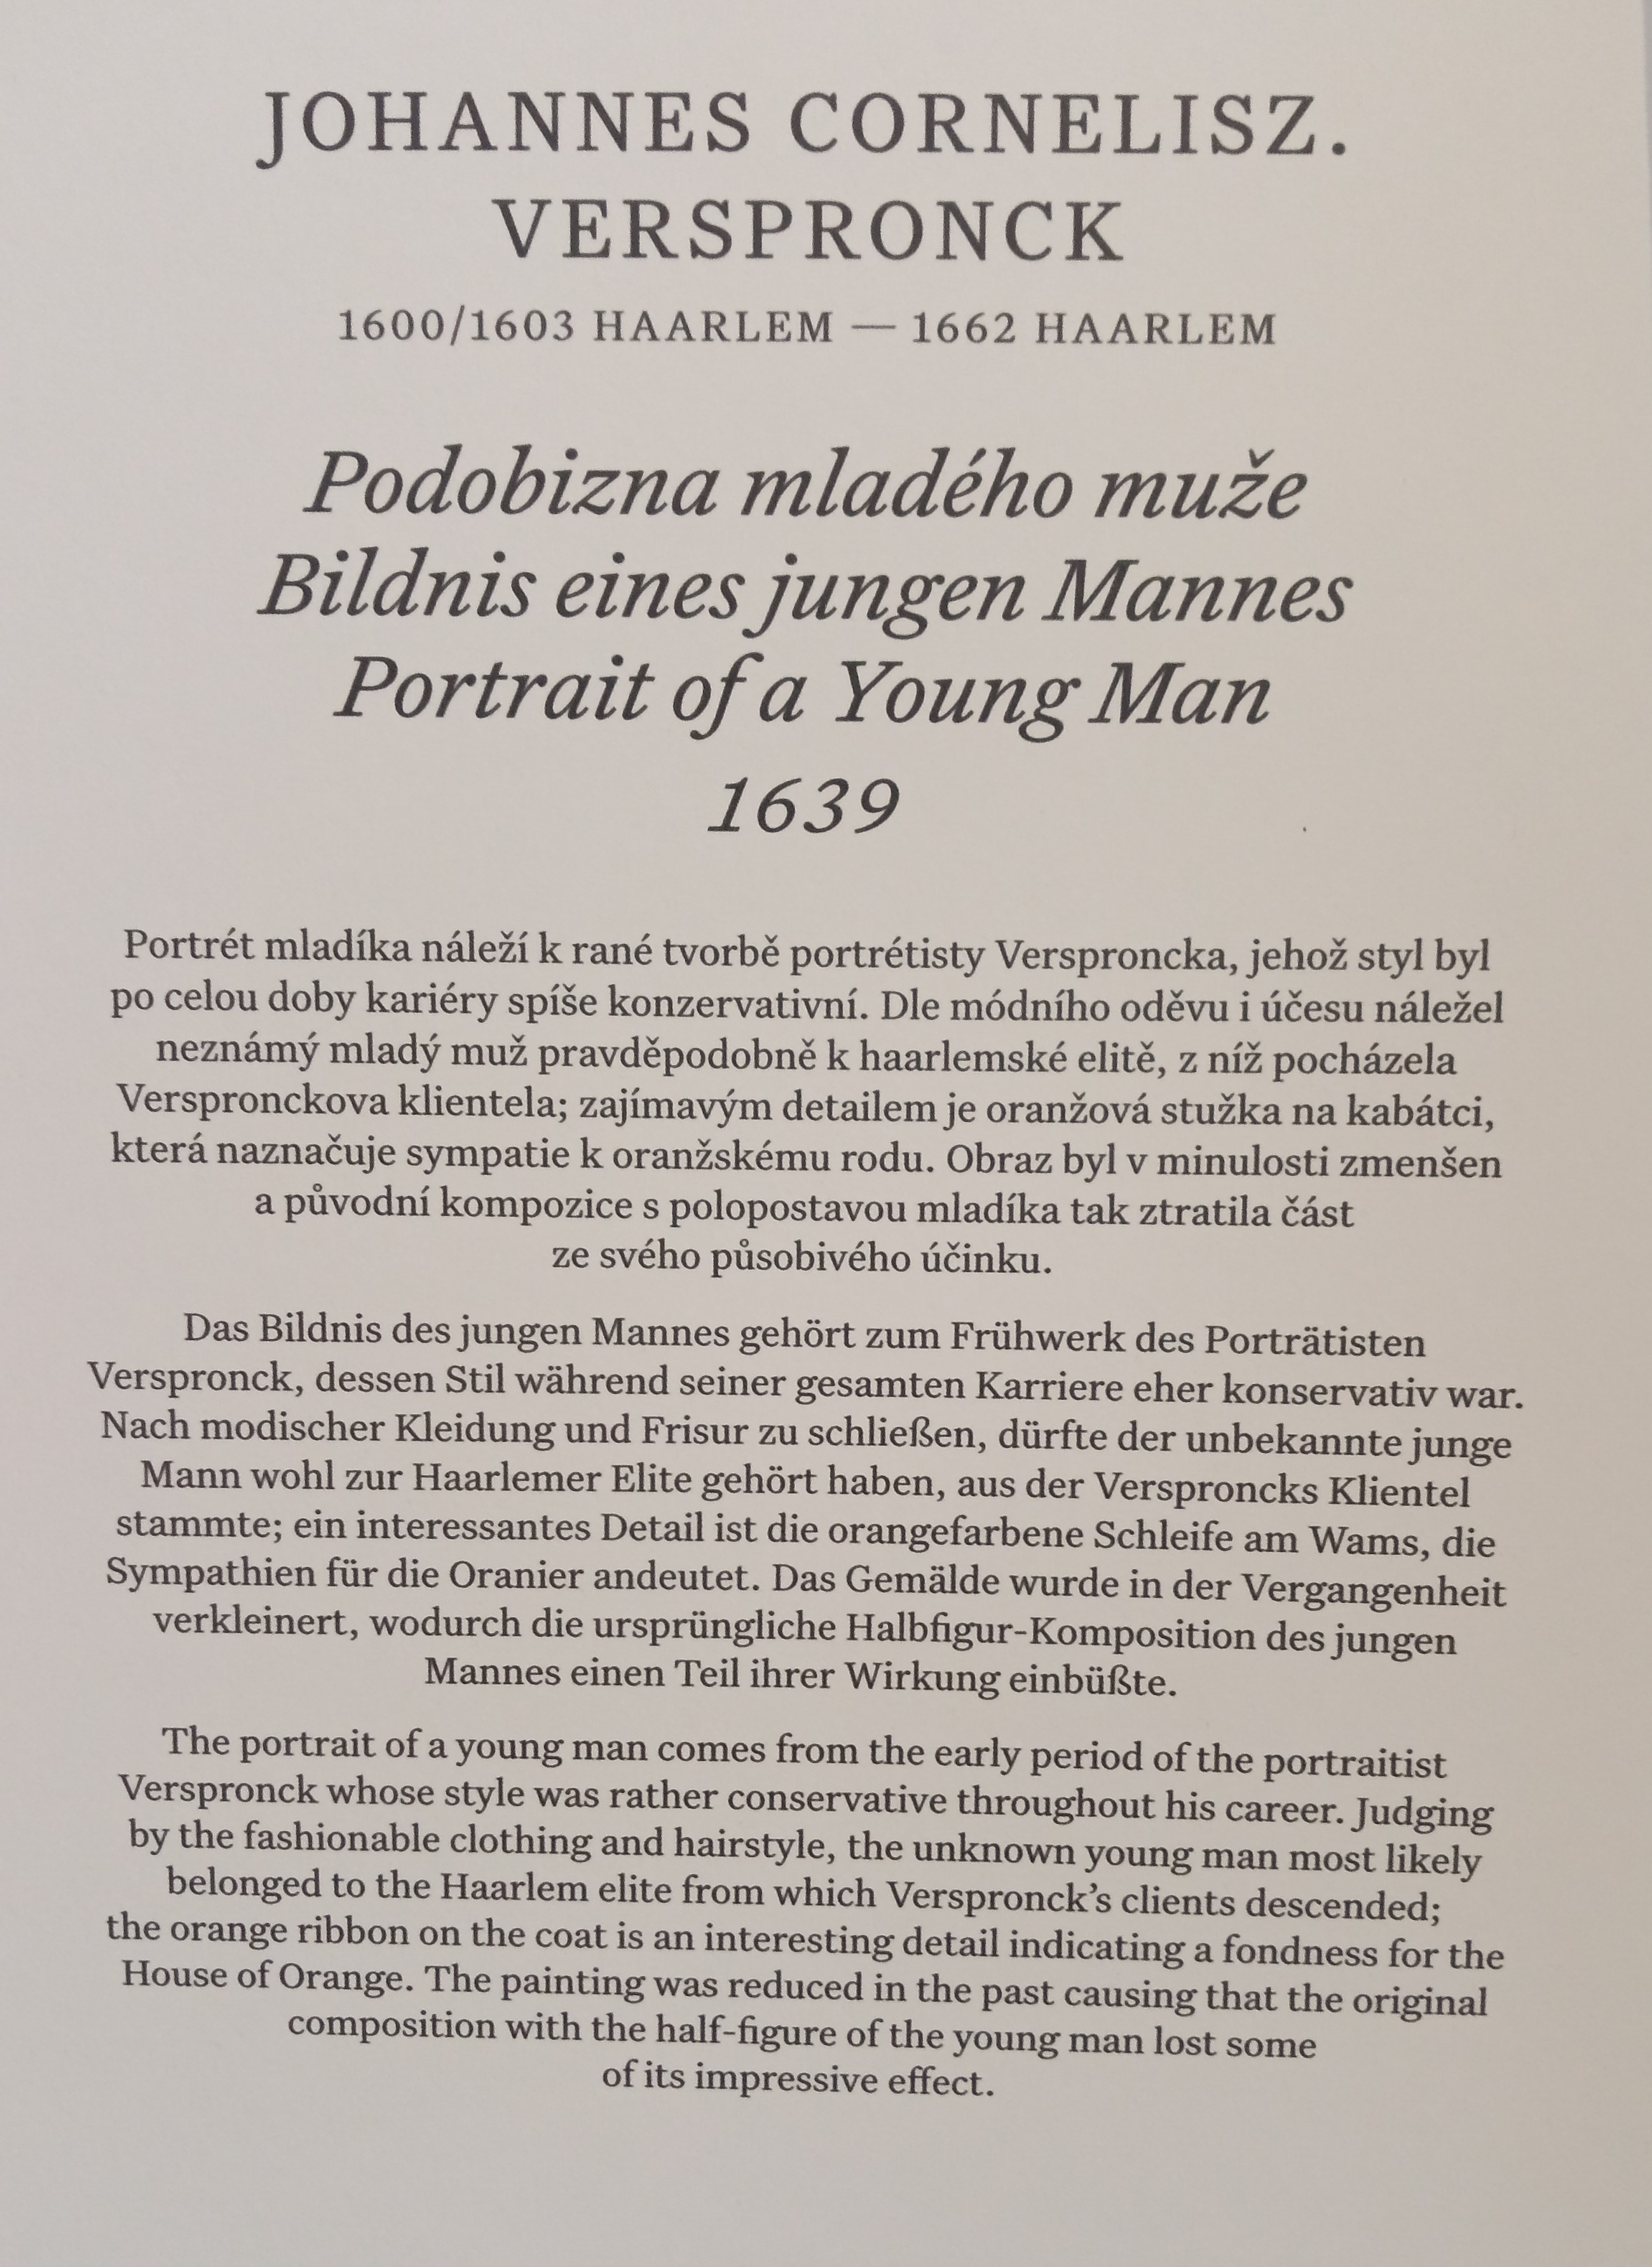 JOHANNES CORNELISZ.
VERSPRONCK
1600/1603 HAARLEM — 1662 HAARLEM
Podobizna mladého muže
Bildnis eines jungen Mannes
Portrait of a Young Man
1639
Portrét mladíka náleží k rané tvorbě portrétisty Versproncka, jehož styl byl
po celou doby kariéry spíše konzervativní. Dle módního oděvu i účesu náležel
neznámý mladý muž pravděpodobně k haarlemské elitě, z níž pocházela
Verspronckova klientela; zajímavým detailem je oranžová stužka na kabátci,
která naznačuje sympatie k oranžskému rodu. Obraz byl v minulosti zmenšen
a původní kompozice s polopostavou mladíka tak ztratila část
ze svého působivého účinku.
Das Bildnis des jungen Mannes gehört zum Frühwerk des Porträtisten
Verspronck, dessen Stil während seiner gesamten Karriere eher konservativ war.
Nach modischer Kleidung und Frisur zu schließen, dürfte der unbekannte junge
Mann wohl zur Haarlemer Elite gehört haben, aus der Versproncks Klientel
stammte; ein interessantes Detail ist die orangefarbene Schleife am Wams, die
Sympathien für die Oranier andeutet. Das Gemälde wurde in der Vergangenheit
verkleinert, wodurch die ursprüngliche Halbfigur-Komposition des jungen
Mannes einen Teil ihrer Wirkung einbüßte.
The portrait of a young man comes from the early period of the portraitist
Verspronck whose style was rather conservative throughout his career. Judging
by the fashionable clothing and hairstyle, the unknown young man most likely
belonged to the Haarlem elite from which Verspronck’s clients descended;
the orange ribbon on the coat is an interesting detail indicating a fondness for the
House of Orange. The painting was reduced in the past causing that the original
composition with the half-figure of the young man lost some
of its impressive effect.